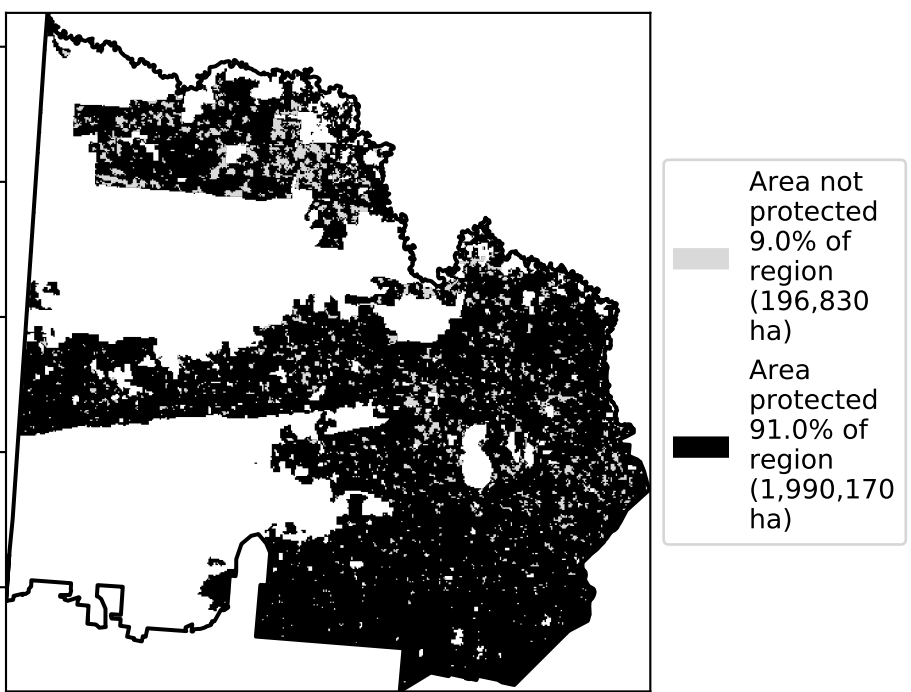 Area not
protected
9.0% of
region
(196,830
ha)
Area
protected
91.0% of
region
(1,990,170
ha)